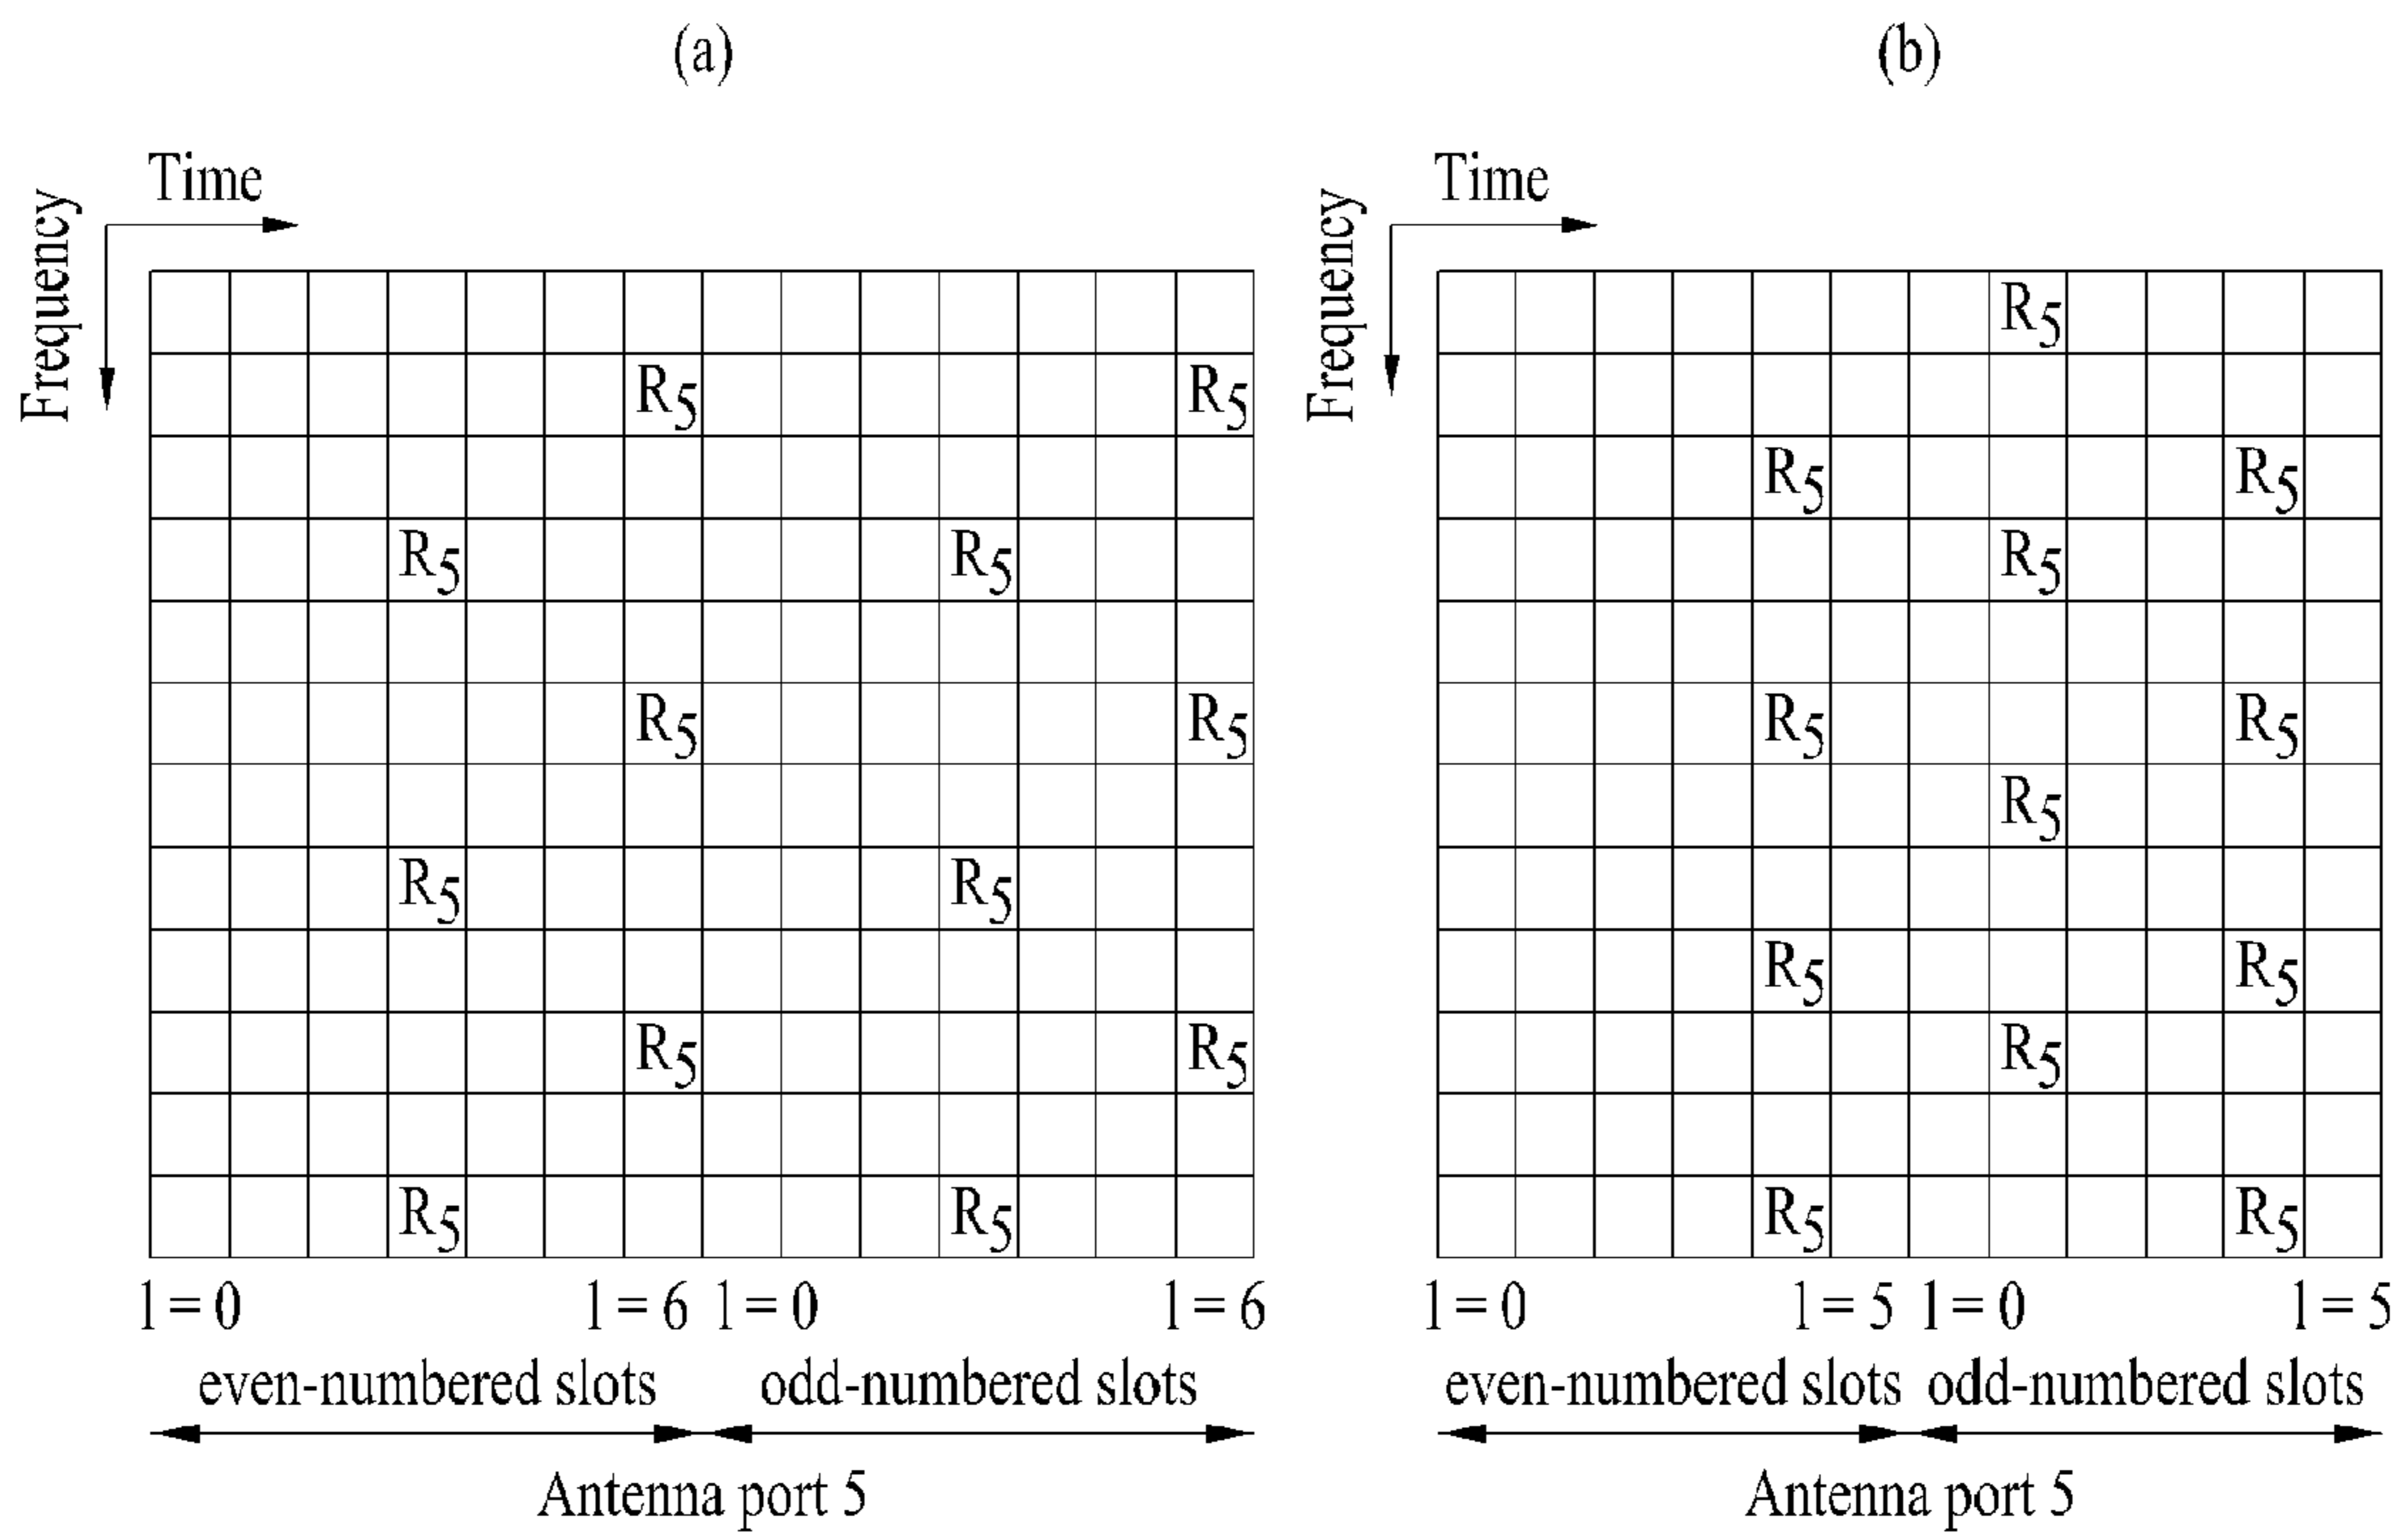 (a)
Time
Frequency
R5 R5
R5 R5
R5 R5
R5 R5
R5 R5
R5 R5
l = 0 l = 6 l = 0 l = 6
even-numbered slots odd-numbered slots
Antenna port 5
(b)
Time
Frequency
R5
R5 R5
R5
R5 R5
R5
R5 R5
R5
R5 R5
l = 0 l = 5 l = 0 l = 5
even-numbered slots odd-numbered slots
Antenna port 5